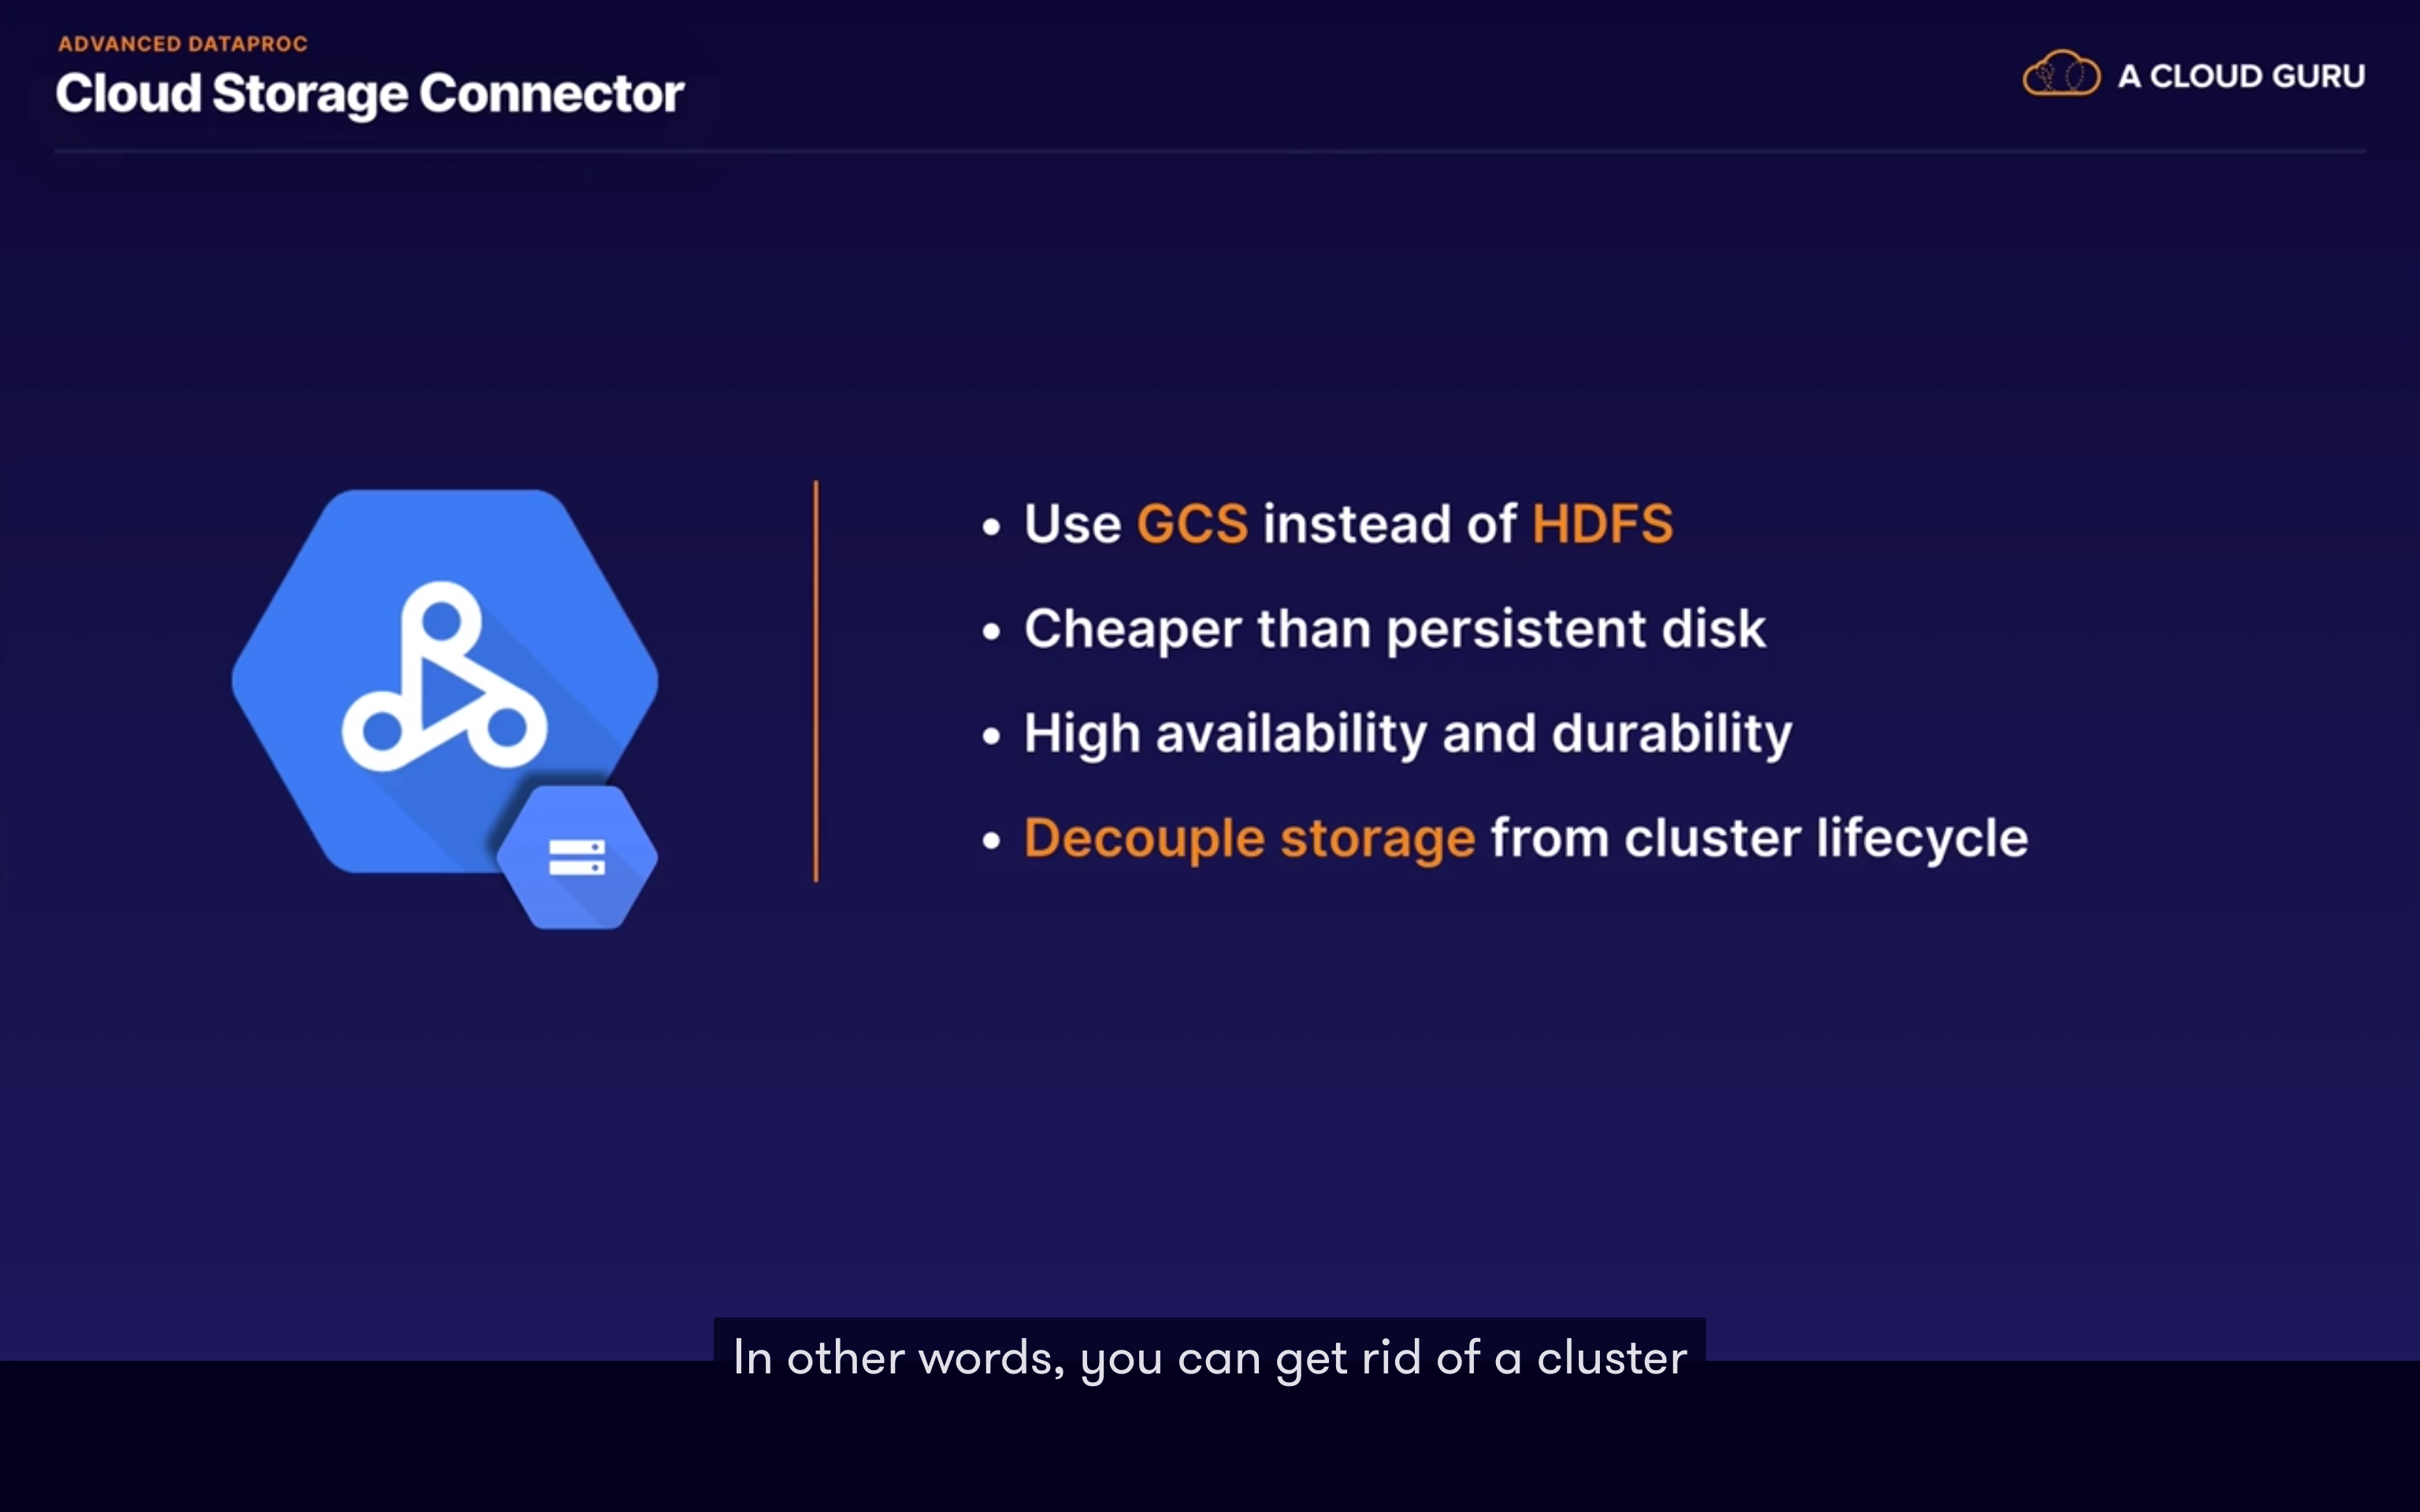 ADVANCED DATAPROC
Cloud Storage Connector
A CLOUD GURU
• Use GCS instead of HDFS
• Cheaper than persistent disk
• High availability and durability
• Decouple storage from cluster lifecycle
In other words, you can get rid of a cluster